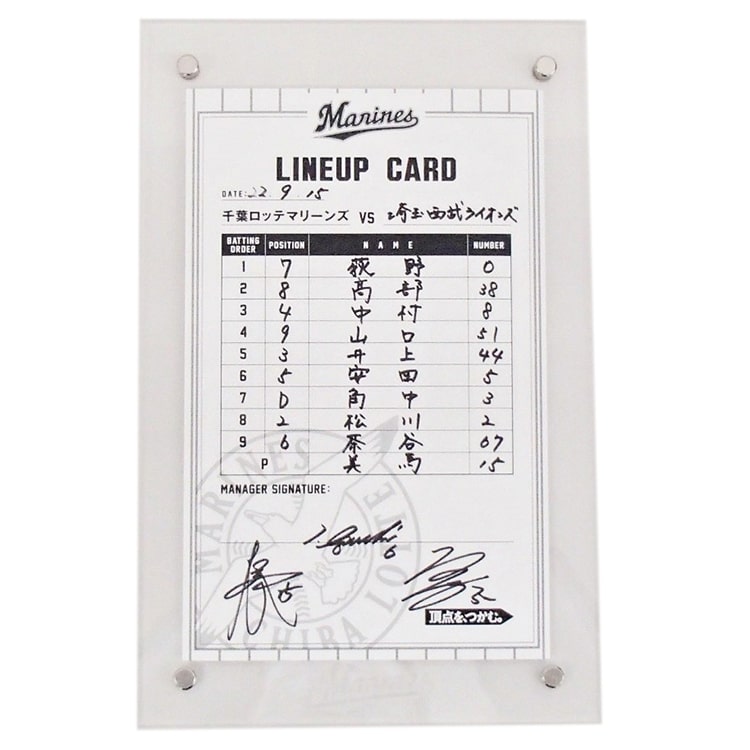 Marines
LINEUP CARD
DATE: 22. 9. 15
千葉ロッテマリーンズ VS 埼玉西武ライオンズ
BATTING ORDER POSITION NAME NUMBER
1 7 荻野 0
2 8 高部 38
3 4 中村 8
4 9 山口 51
5 3 井上 44
6 5 安田 5
7 D 角中 3
8 2 松川 2
9 6 茶谷 67
P 美馬 15
MANAGER SIGNATURE:
MARINES
CHIBA LOTTE
頂点を、つかむ。